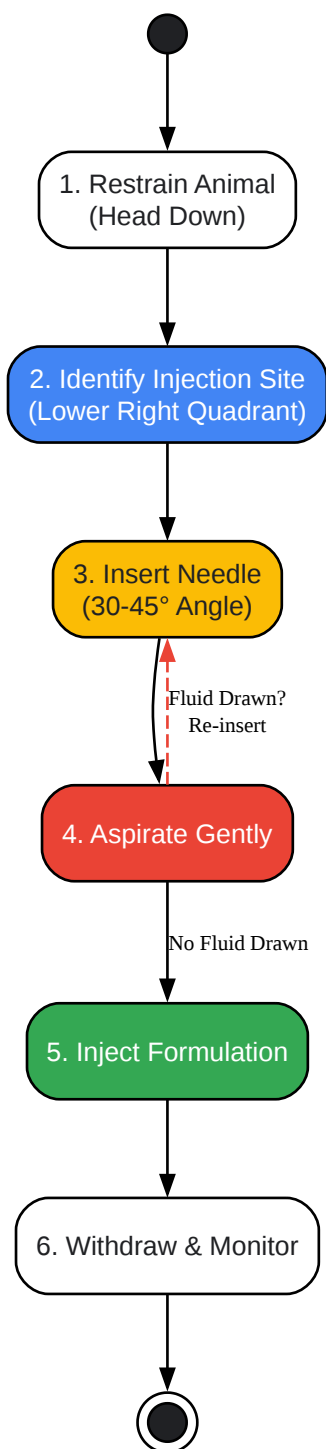 1. Restrain Animal
(Head Down)
2. Identify Injection Site
(Lower Right Quadrant)
3. Insert Needle
(30-45° Angle)
Fluid Drawn?
Re-insert
4. Aspirate Gently
No Fluid Drawn
5. Inject Formulation
6. Withdraw & Monitor